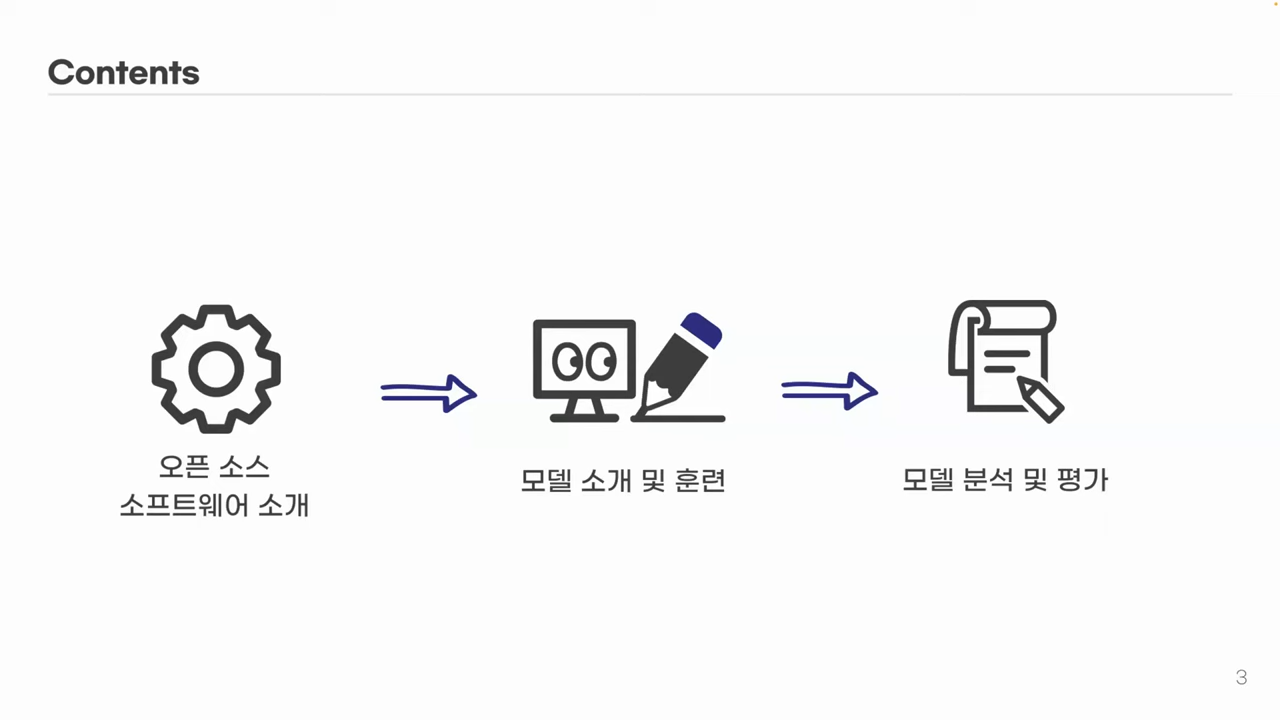 Contents
오픈 소스
소프트웨어 소개
모델 소개 및 훈련
모델 분석 및 평가
3